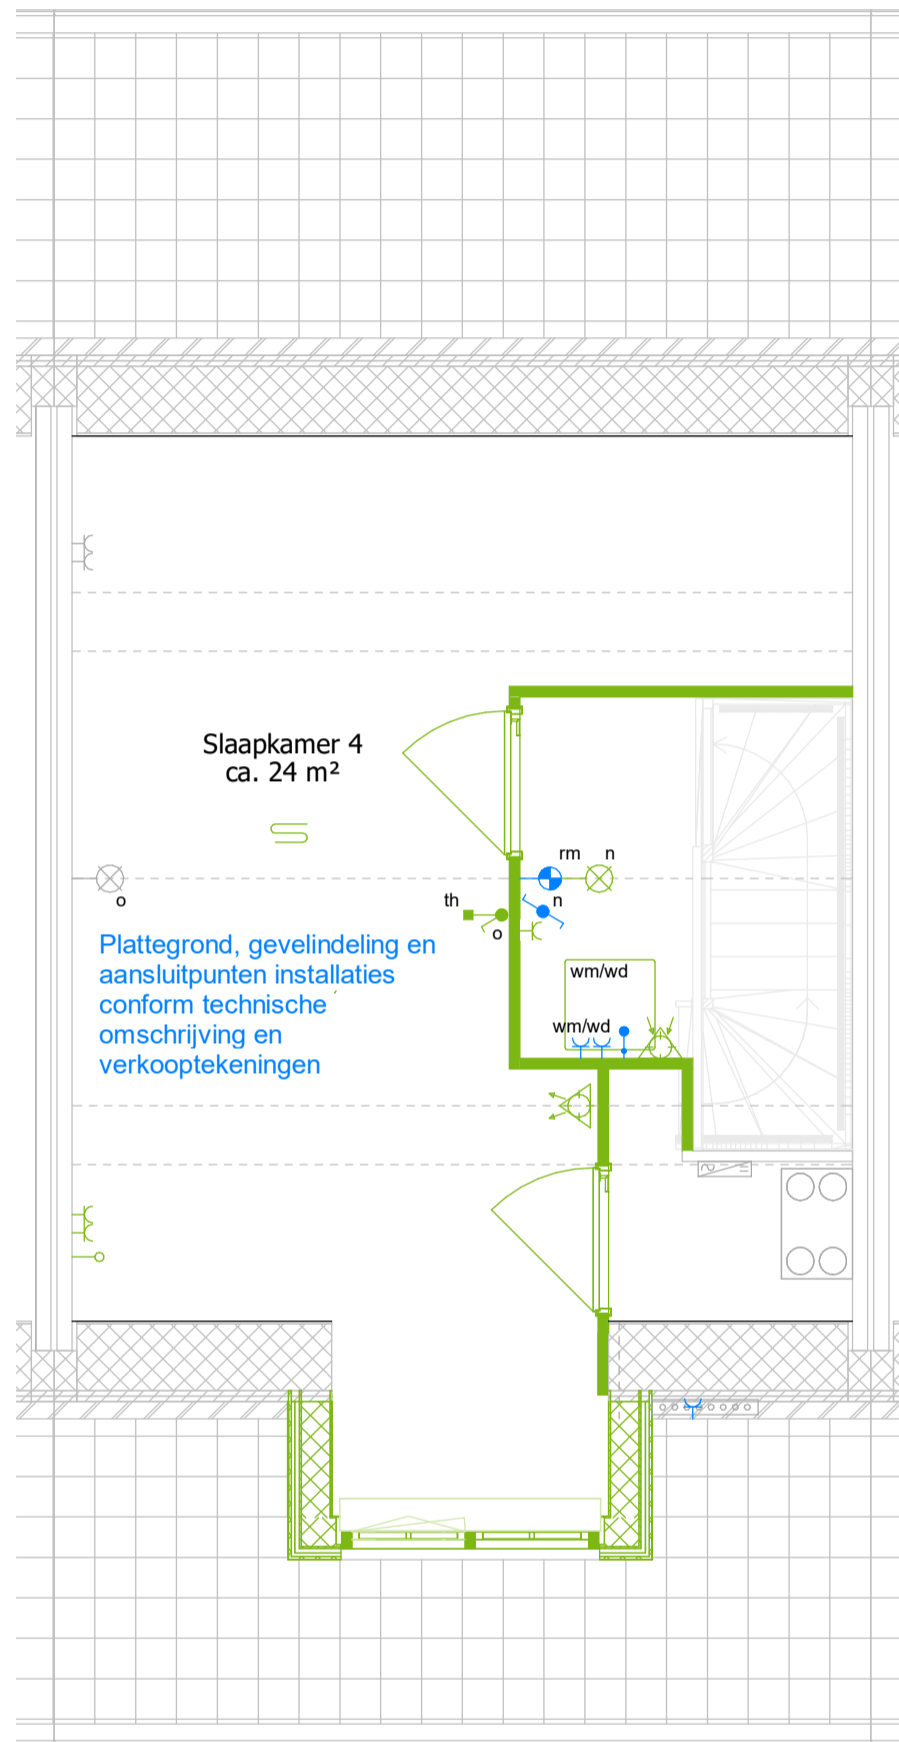 Slaapkamer 4
ca. 24 m²
rm n
o
th
n
o
Plattegrond, gevelindeling en
aansluitpunten installaties
conform technische
omschrijving en
verkooptekeningen
wm/wd
wm/wd